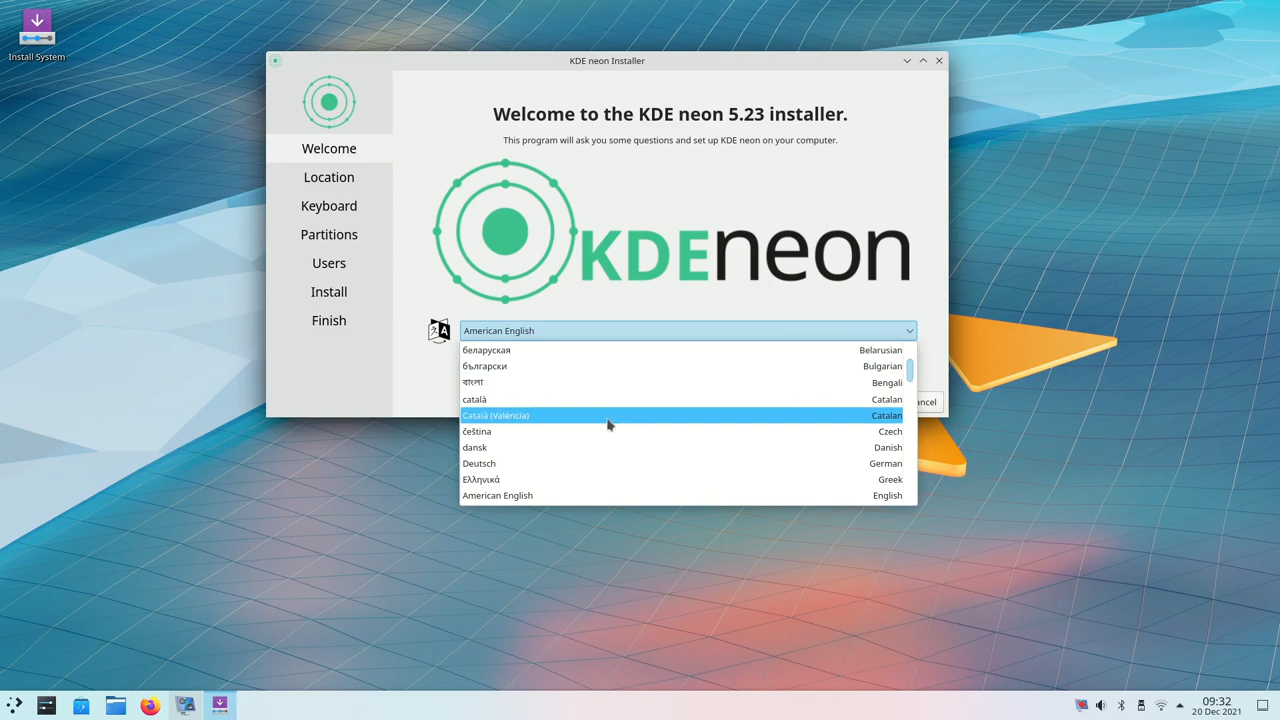 Install System
KDE neon Installer
Welcome to the KDE neon 5.23 installer.
This program will ask you some questions and set up KDE neon on your computer.
Welcome
Location
Keyboard
Partitions
Users
Install
Finish
KDEneon
American English
беларуская Belarusian
български Bulgarian
বাংলা Bengali
català Catalan
Català (València) Catalan
čeština Czech
dansk Danish
Deutsch German
Ελληνικά Greek
American English English
09:32
20 Dec 2021